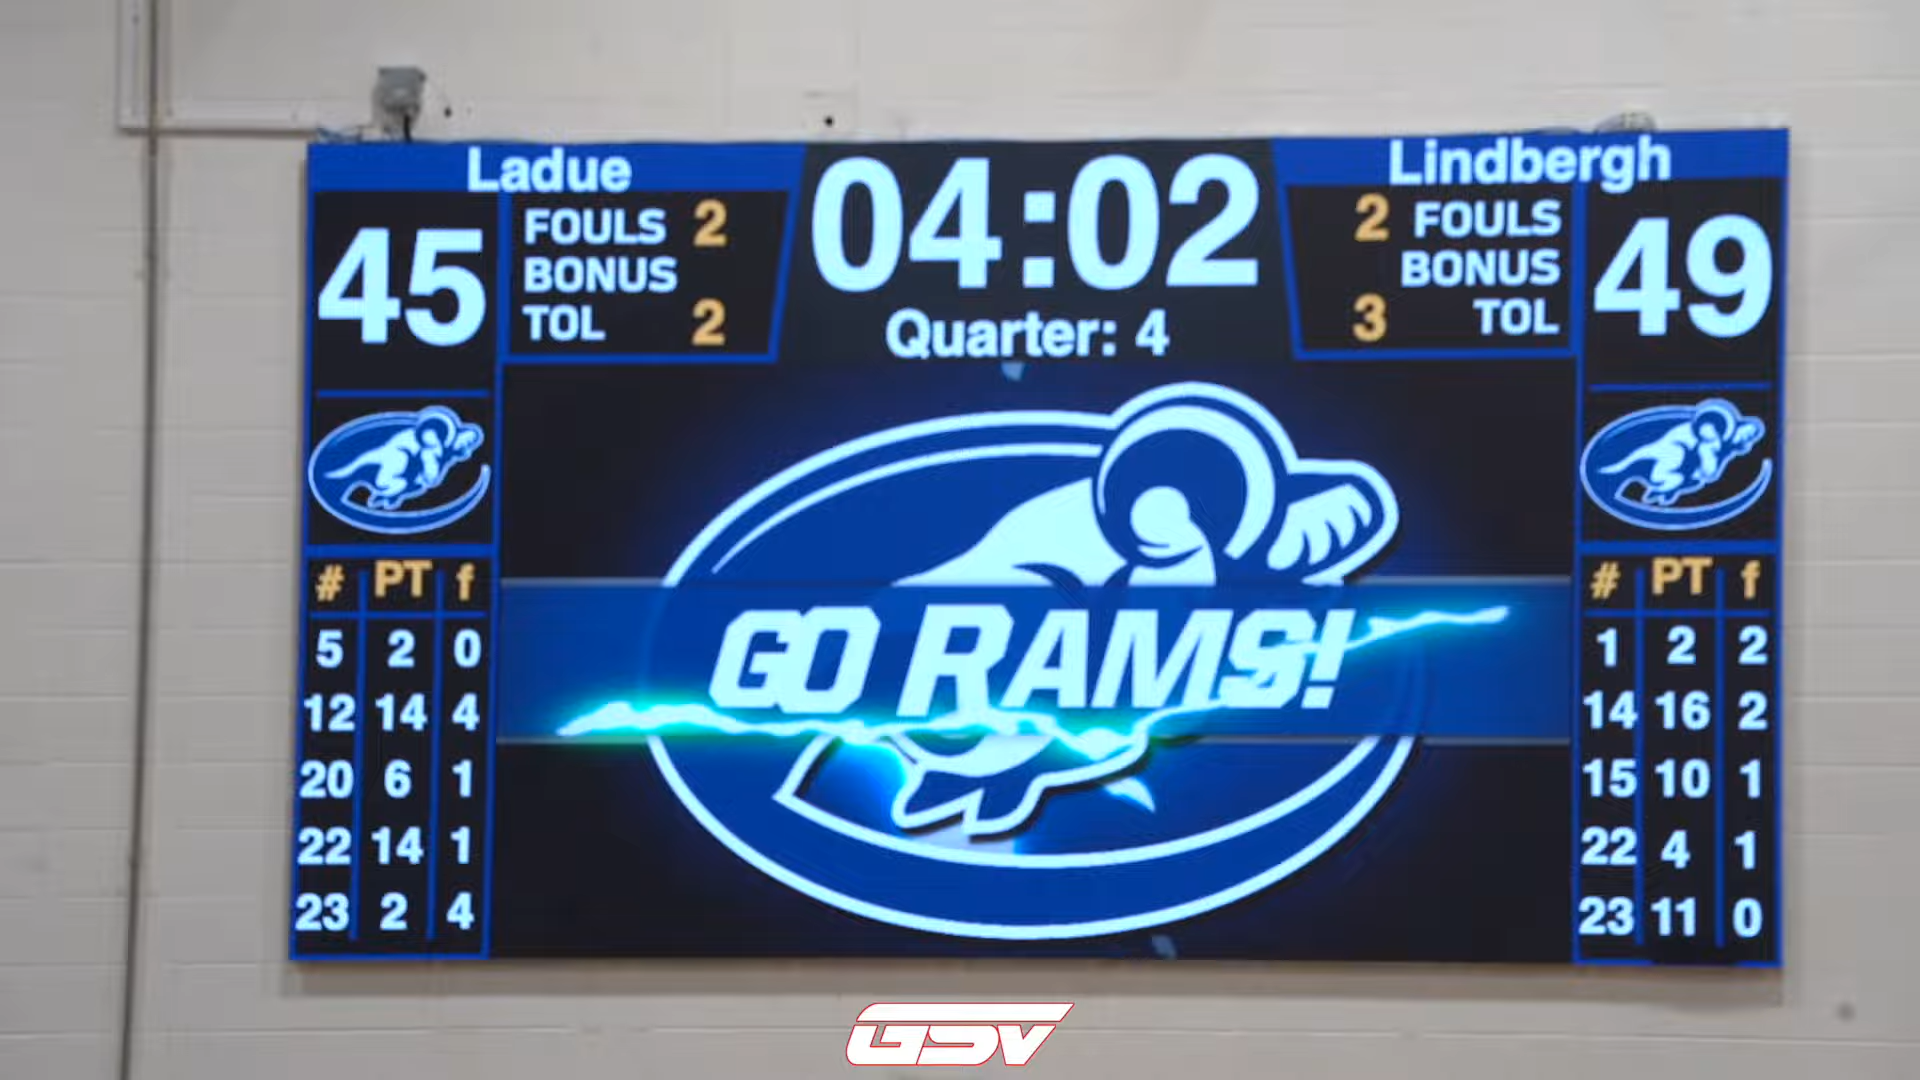 Ladue
45
FOULS 2
BONUS
TOL 2
04:02
Quarter: 4
Lindbergh
2 FOULS
BONUS
3 TOL
49
# PT f
5 2 0
12 14 4
20 6 1
22 14 1
23 2 4
GO RAMS!
# PT f
1 2 2
14 16 2
15 10 1
22 4 1
23 11 0
GSV